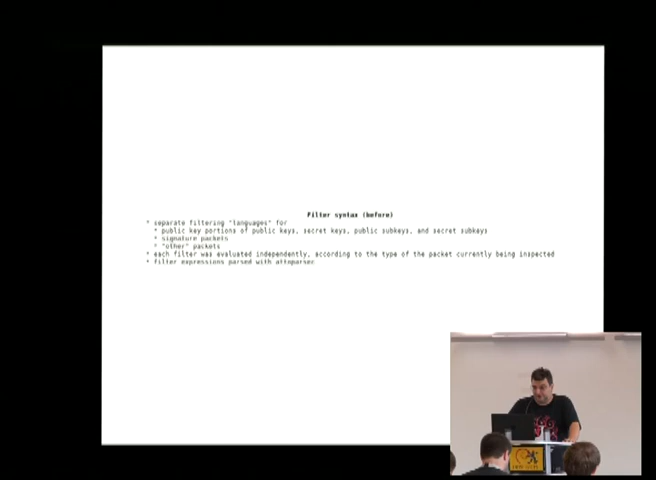 Filter syntax (before)
* separate filtering "languages" for
* public key portions of public keys, secret keys, public subkeys, and secret subkeys
* signature packets
* "other" packets
* each filter was evaluated independently, according to the type of the packet currently being inspected
* filter expressions parsed with attoparsec